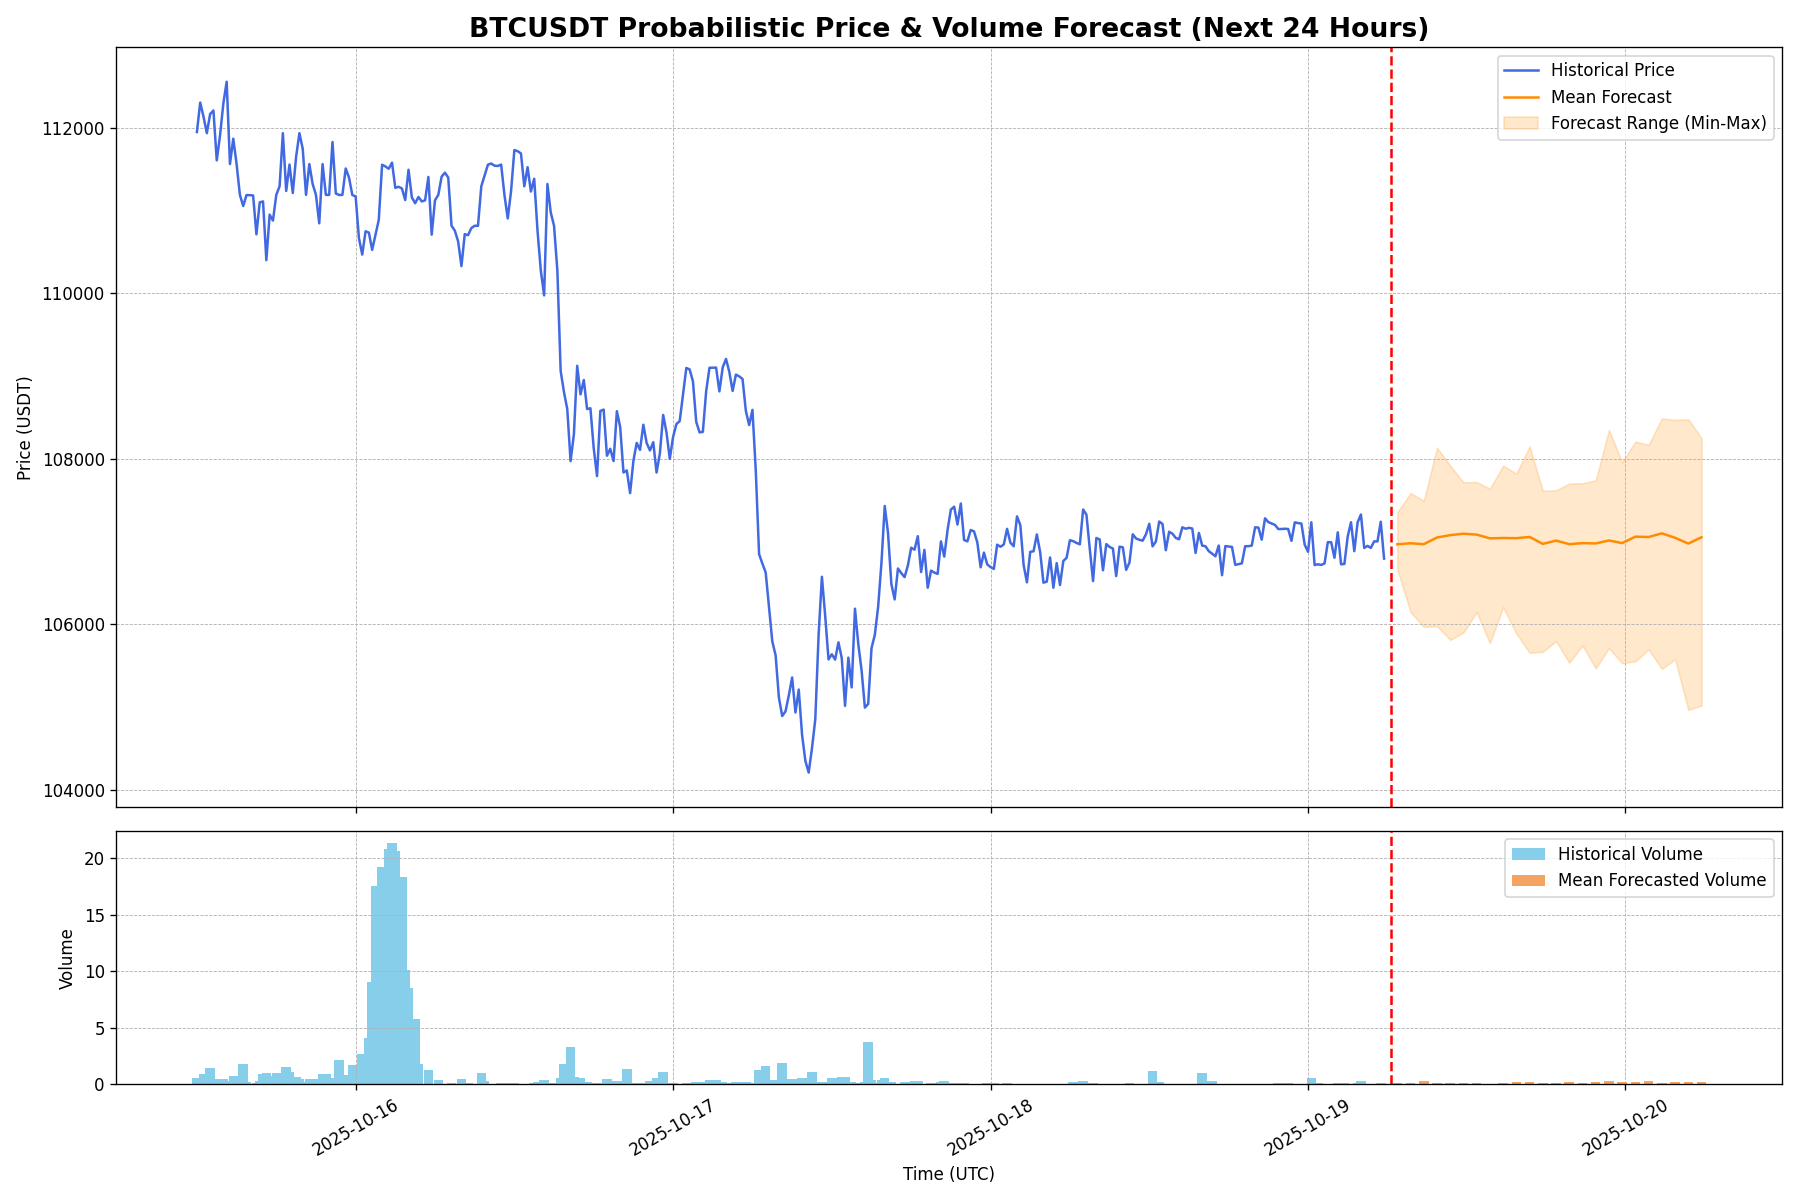 BTCUSDT Probabilistic Price & Volume Forecast (Next 24 Hours)
Historical Price
Mean Forecast
Forecast Range (Min-Max)
112000
110000
108000
106000
104000
Price (USDT)
Historical Volume
Mean Forecasted Volume
20
15
10
5
0
Volume
2025-10-16
2025-10-17
2025-10-18
2025-10-19
2025-10-20
Time (UTC)